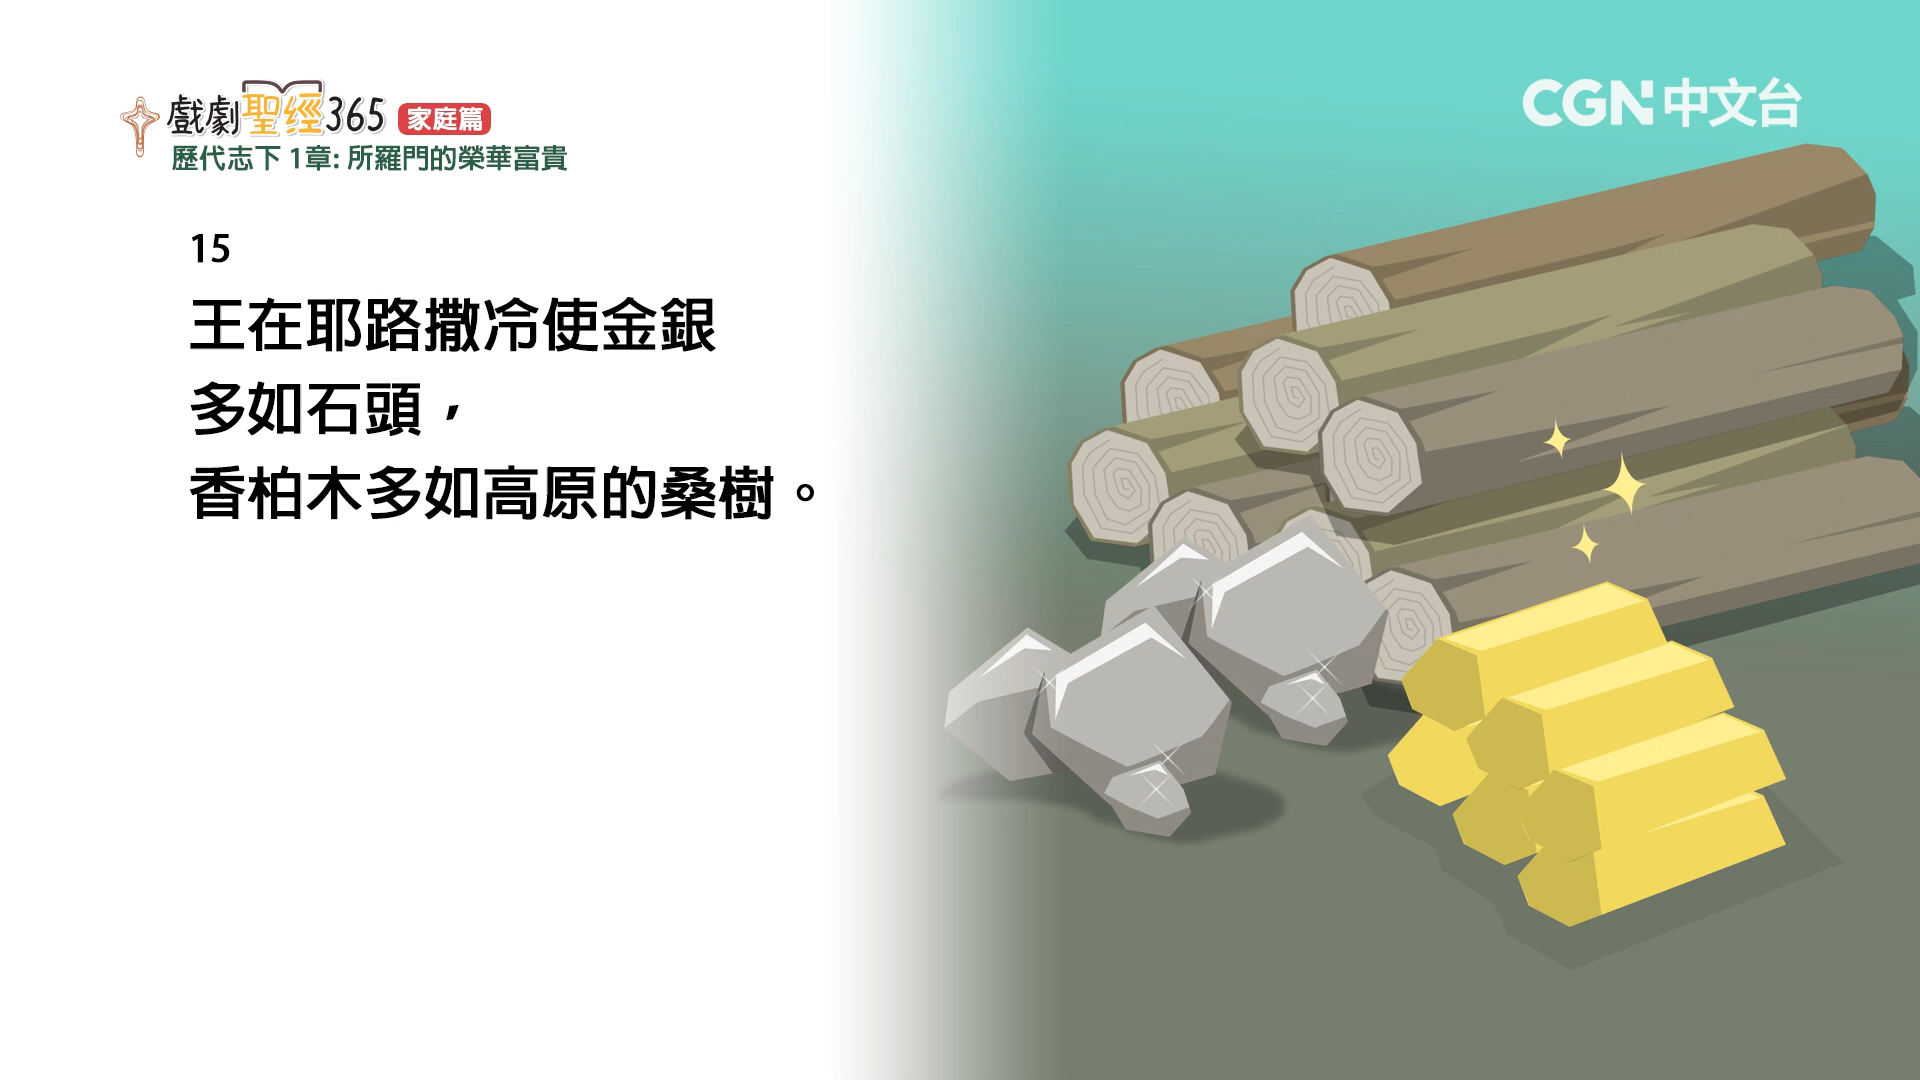 戲劇聖經365 家庭篇
歷代志下 1章: 所羅門的榮華富貴
CGN中文台
15
王在耶路撒冷使金銀
多如石頭，
香柏木多如高原的桑樹。